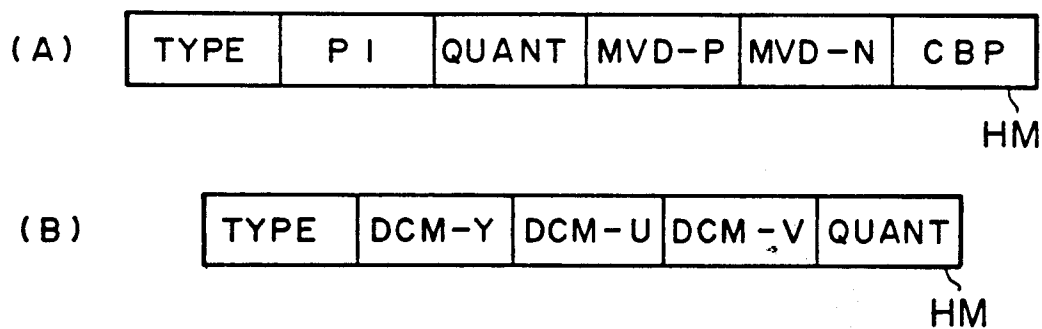 (A) TYPE PI QUANT MVD-P MVD-N CBP
HM
(B) TYPE DCM-Y DCM-U DCM-V QUANT
HM